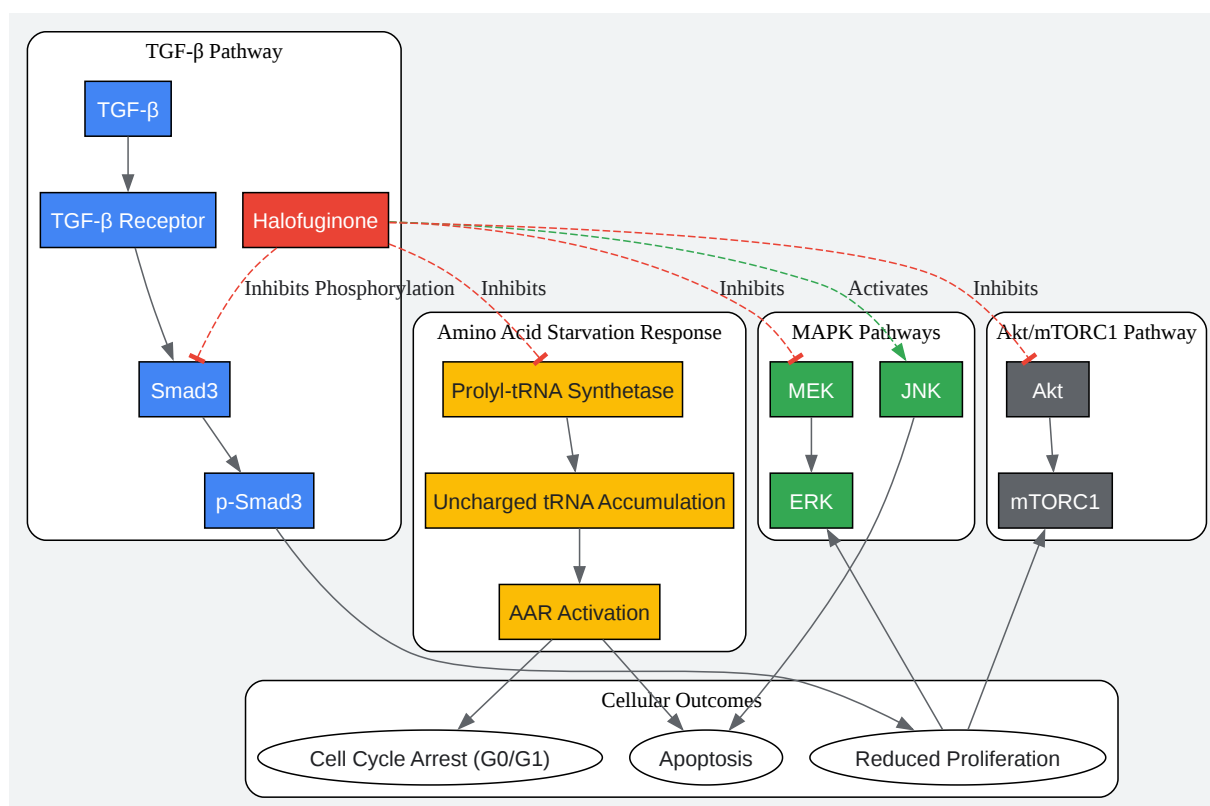 TGF-β Pathway
TGF-β
TGF-β Receptor
Halofuginone
Inhibits Phosphorylation
Inhibits
Inhibits
Activates
Inhibits
Smad3
p-Smad3
Amino Acid Starvation Response
Prolyl-tRNA Synthetase
Uncharged tRNA Accumulation
AAR Activation
MAPK Pathways
MEK
JNK
ERK
Akt/mTORC1 Pathway
Akt
mTORC1
Cellular Outcomes
Cell Cycle Arrest (G0/G1)
Apoptosis
Reduced Proliferation